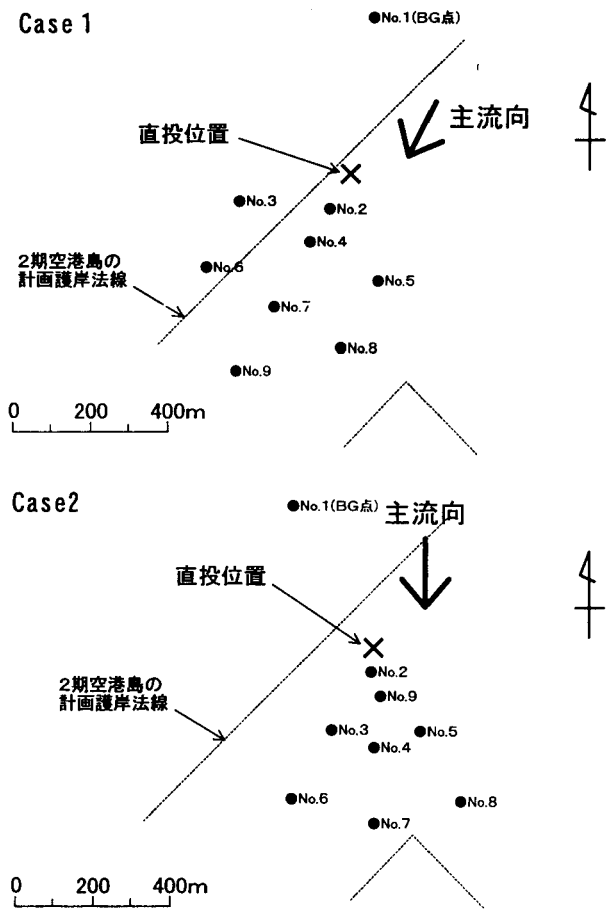 Case 1
No.1(BG点)
主流向
直投位置
No.3
No.2
No.4
2期空港島の
計画護岸法線
No.6
No.5
No.7
No.8
No.9
0 200 400m
Case2
No.1(BG点)
主流向
直投位置
No.2
2期空港島の
計画護岸法線
No.9
No.3
No.5
No.4
No.6
No.8
No.7
0 200 400m